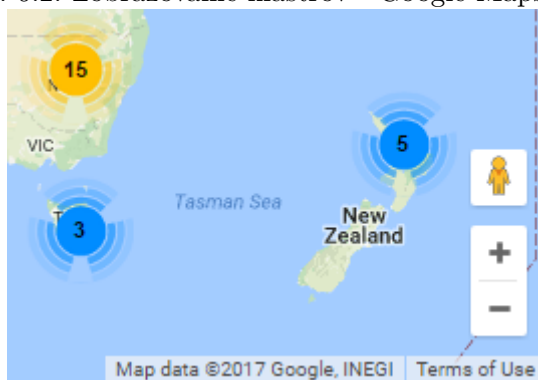 15
N
5
VIC
Tasman Sea
T
3
New
Zealand
+
−
Map data ©2017 Google, INEGI
Terms of Use